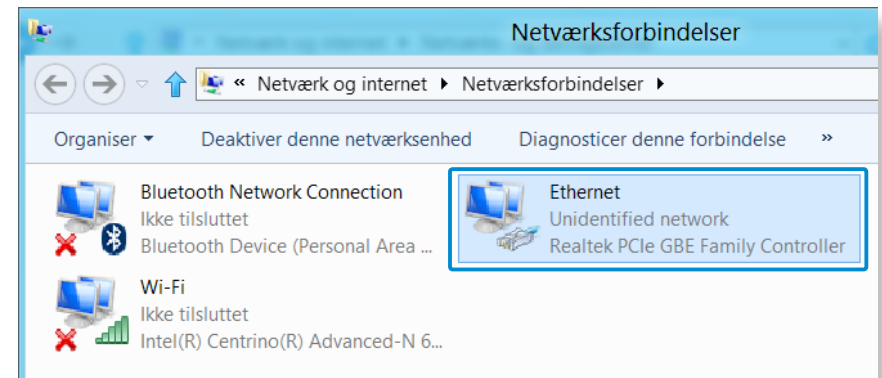 Netværksforbindelser
« Netværk og internet Netværksforbindelser
Organiser Deaktiver denne netværksenhed Diagnosticer denne forbindelse »
Bluetooth Network Connection
Ikke tilsluttet
Bluetooth Device (Personal Area ...
Ethernet
Unidentified network
Realtek PCIe GBE Family Controller
Wi-Fi
Ikke tilsluttet
Intel(R) Centrino(R) Advanced-N 6...